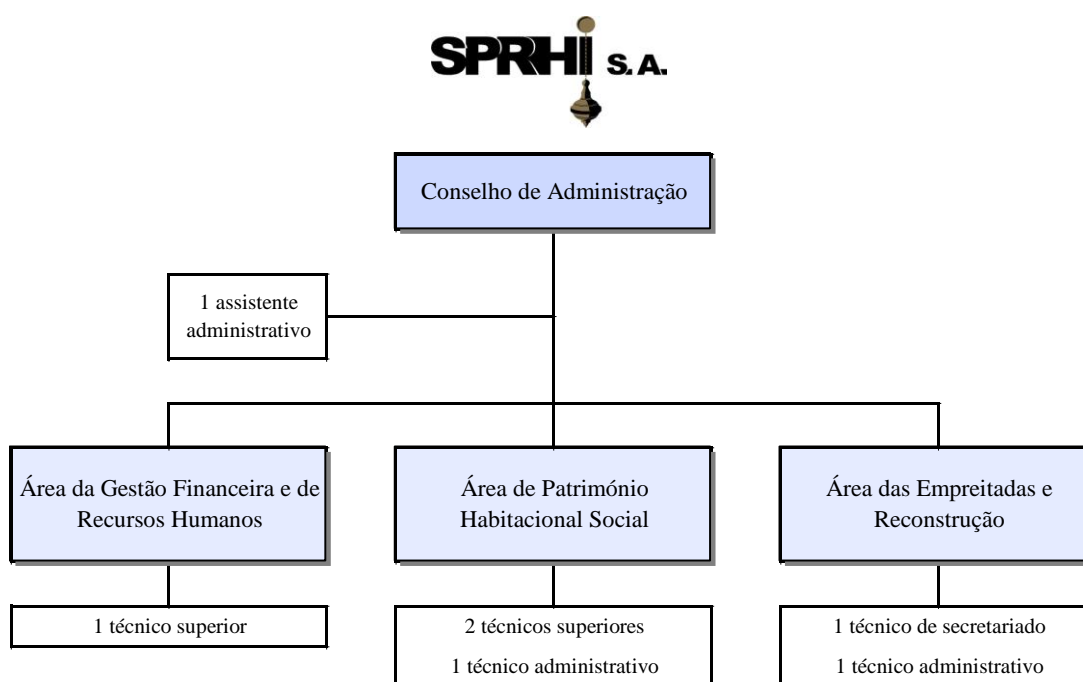 SPRHI S.A.
Conselho de Administração
1 assistente
administrativo
Área da Gestão Financeira e de
Recursos Humanos
Área de Património
Habitacional Social
Área das Empreitadas e
Reconstrução
1 técnico superior
2 técnicos superiores
1 técnico administrativo
1 técnico de secretariado
1 técnico administrativo